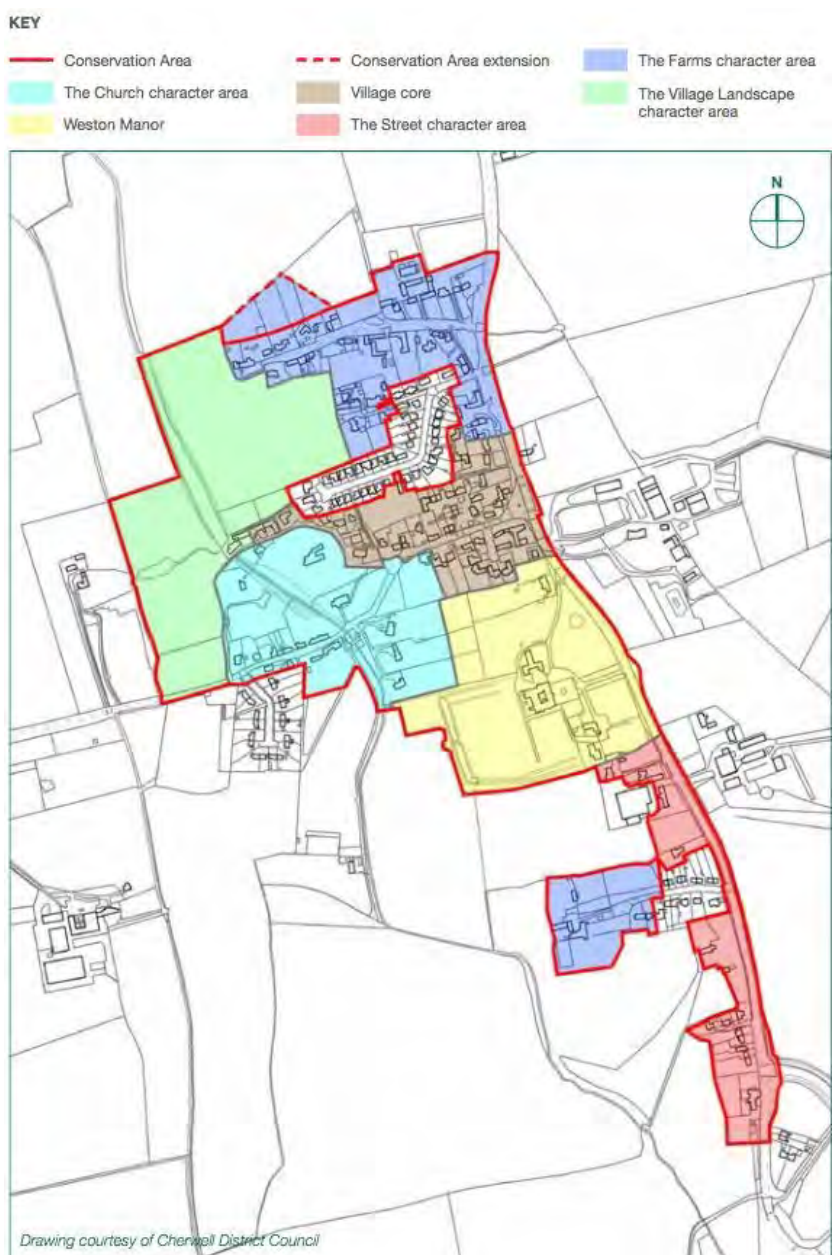 KEY
Conservation Area
Conservation Area extension
The Farms character area
The Church character area
Village core
The Village Landscape
character area
Weston Manor
The Street character area
N
Drawing courtesy of Cherwell District Council